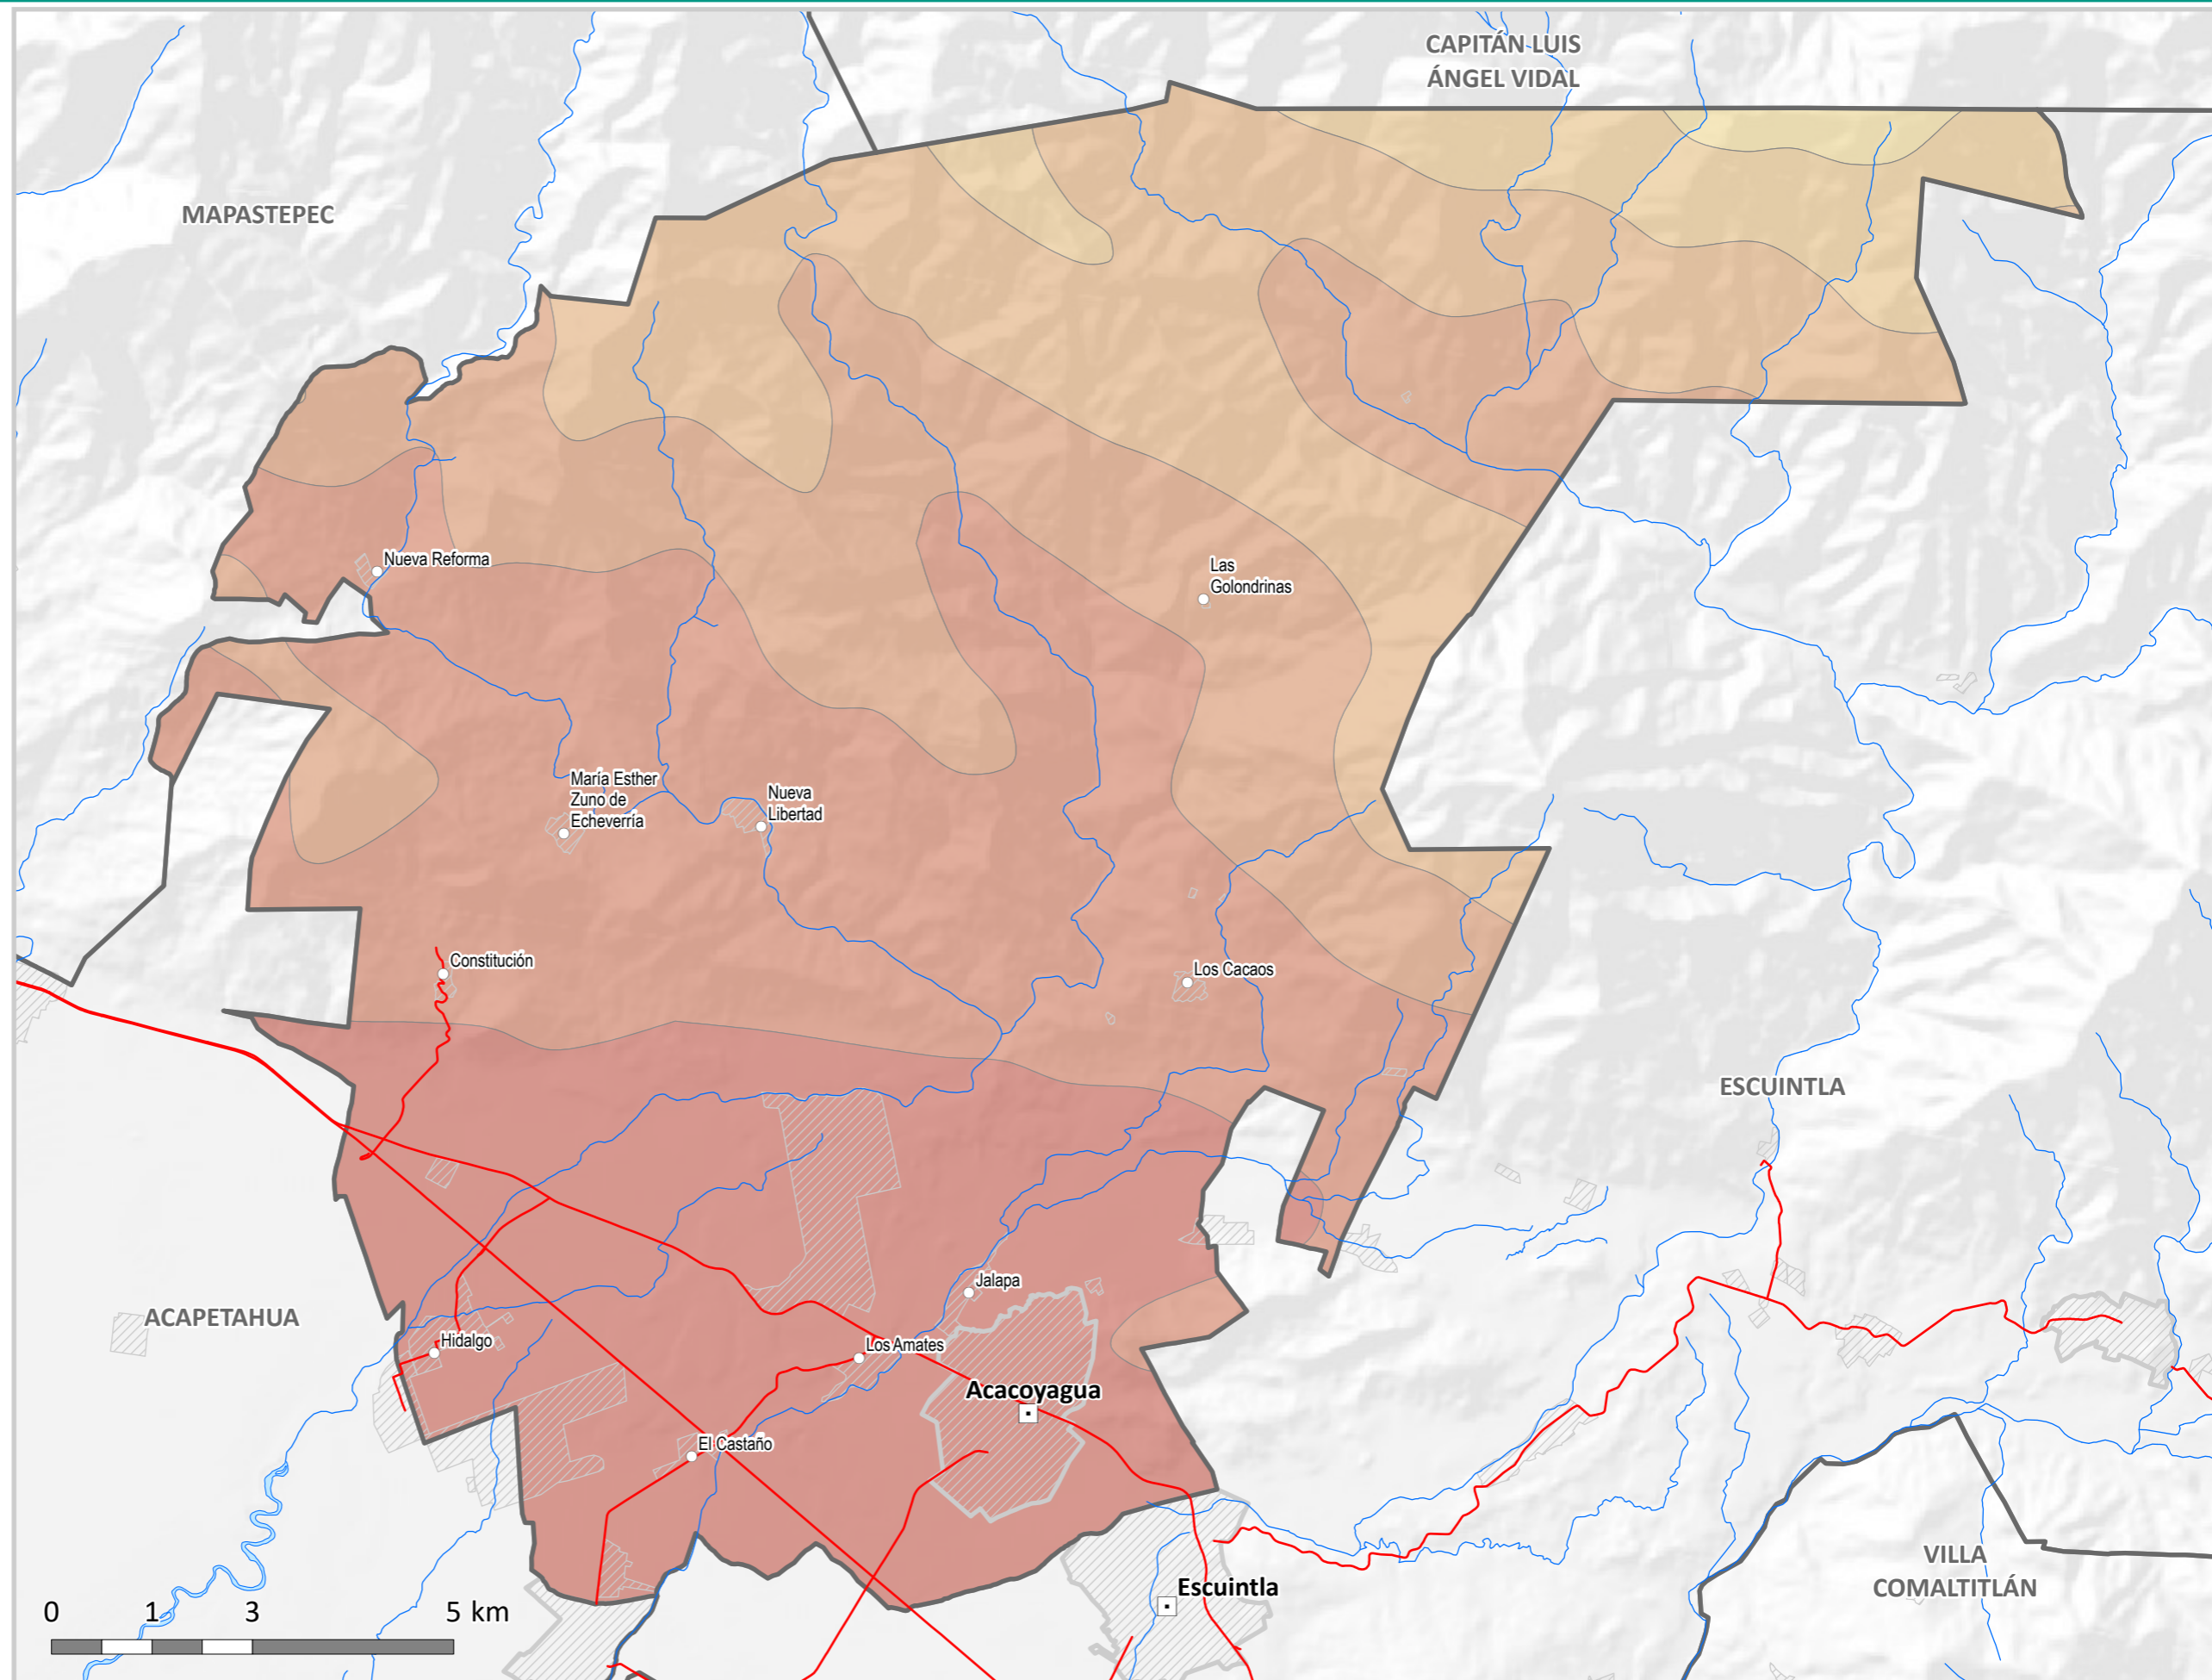 CAPITÁN LUIS
ÁNGEL VIDAL
MAPASTEPEC
Nueva Reforma
Las
Golondrinas
María Esther
Zuno de
Echeverría
Nueva
Libertad
Constitución
Los Cacaos
ESCUINTLA
Jalapa
ACAPETAHUA
Hidalgo
Los Amates
Acacoyagua
El Castaño
VILLA
COMALTITLÁN
Escuintla
0 1 3 5 km